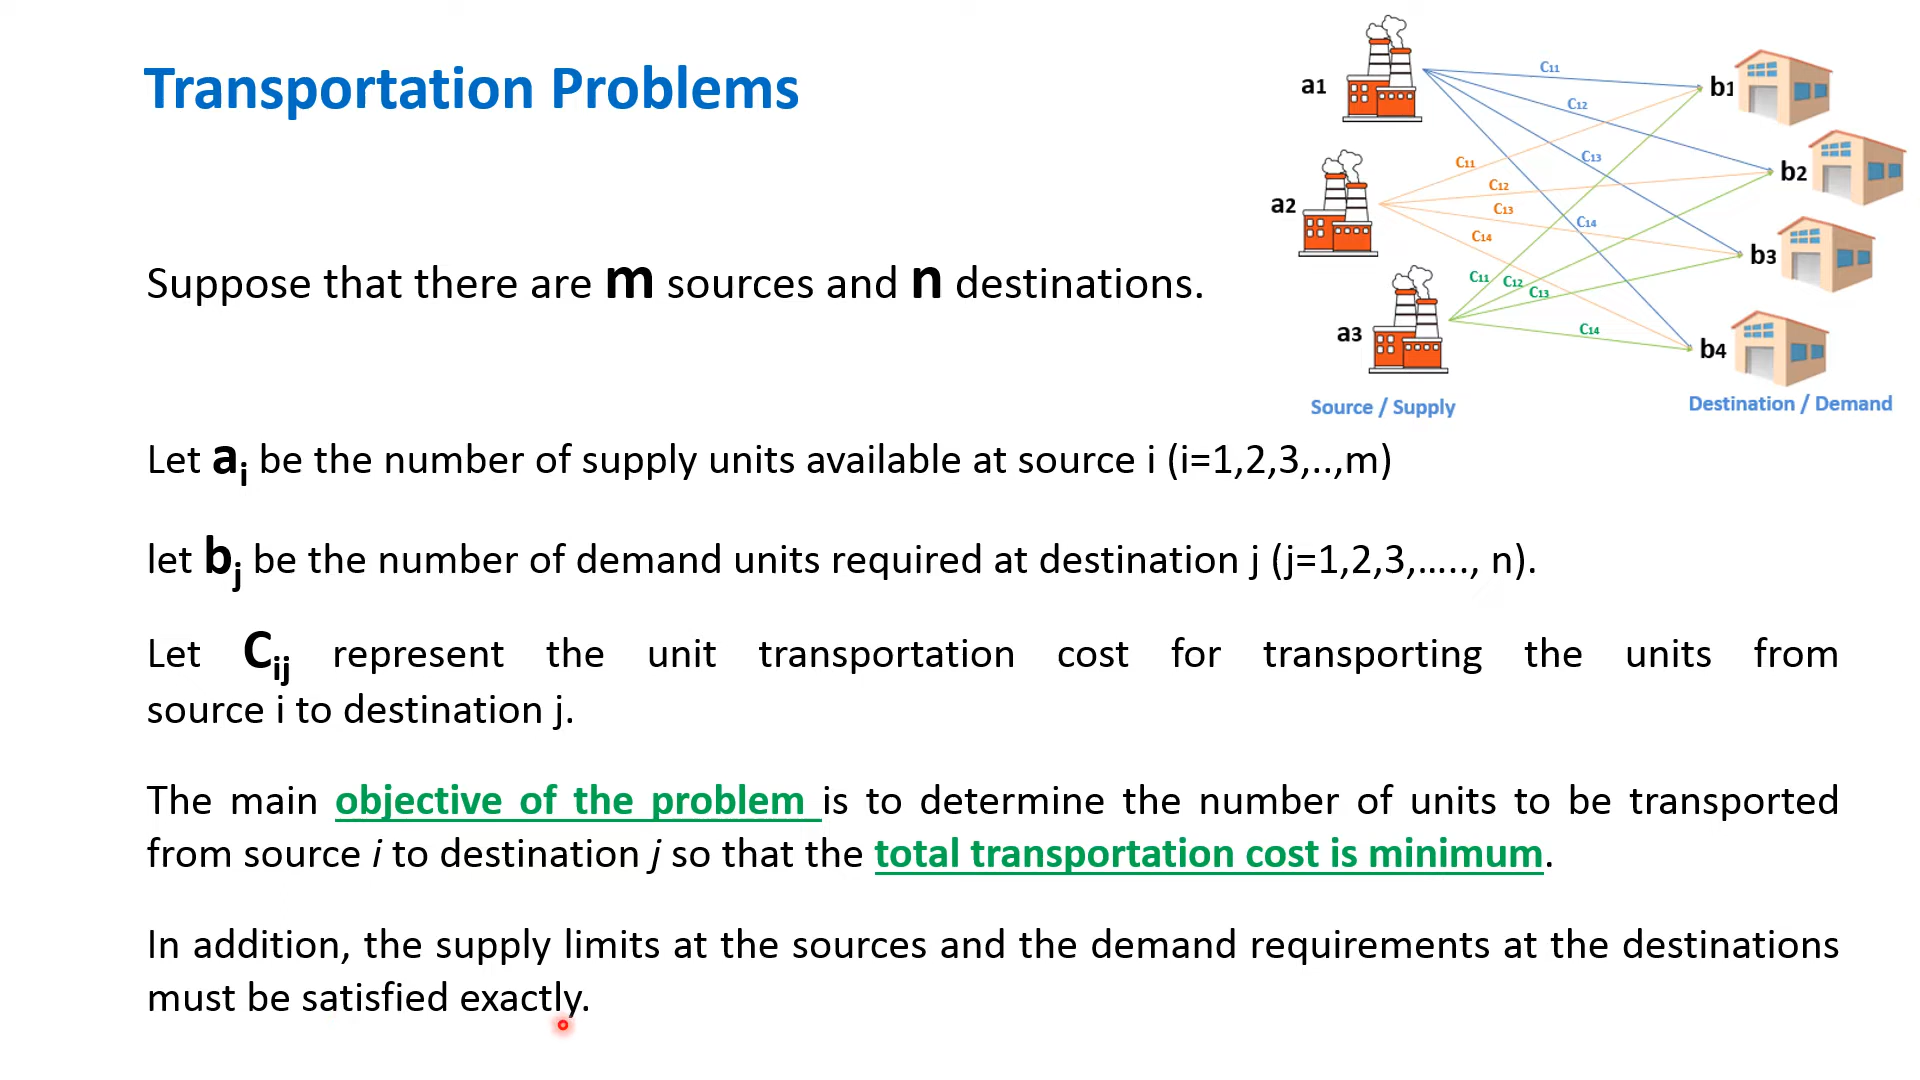 Transportation Problems
a1
C11
b1
C12
C11
C13
b2
a2
C12
C13
C14
C14
b3
C11
C12
C13
a3
C14
b4
Source / Supply
Destination / Demand
Suppose that there are m sources and n destinations.
Let ai be the number of supply units available at source i (i=1,2,3,..,m)
let bj be the number of demand units required at destination j (j=1,2,3,....., n).
Let Cij represent the unit transportation cost for transporting the units from
source i to destination j.
The main objective of the problem is to determine the number of units to be transported
from source i to destination j so that the total transportation cost is minimum.
In addition, the supply limits at the sources and the demand requirements at the destinations
must be satisfied exactly.